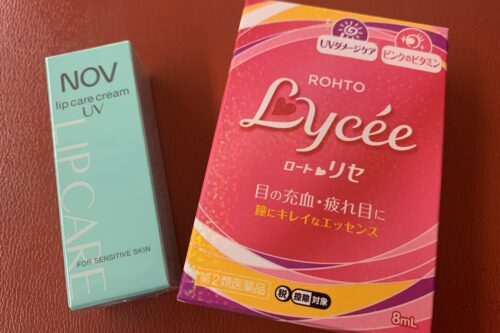 NOV
lip care cream
UV
LIP CARE
FOR SENSITIVE SKIN
UVダメージケア
ピンクのビタミン
ROHTO
Lycée
ロートリセ
目の充血・疲れ目に
瞳にキレイなエッセンス
第2類医薬品
税 控除 対象
8mL